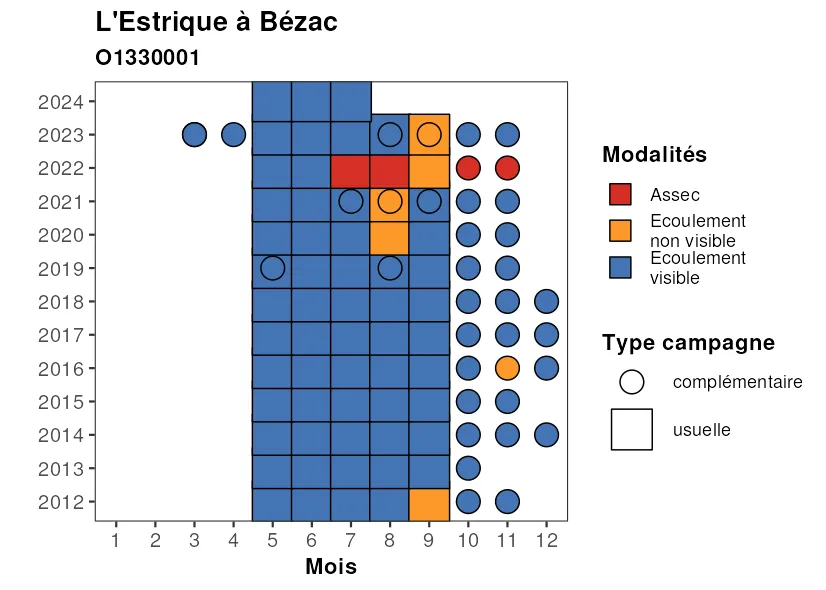 L'Estrique à Bézac
O1330001
2024
2023
2022
2021
2020
2019
2018
2017
2016
2015
2014
2013
2012
1 2 3 4 5 6 7 8 9 10 11 12
Mois
Modalités
Assec
Ecoulement
non visible
Ecoulement
visible
Type campagne
complémentaire
usuelle